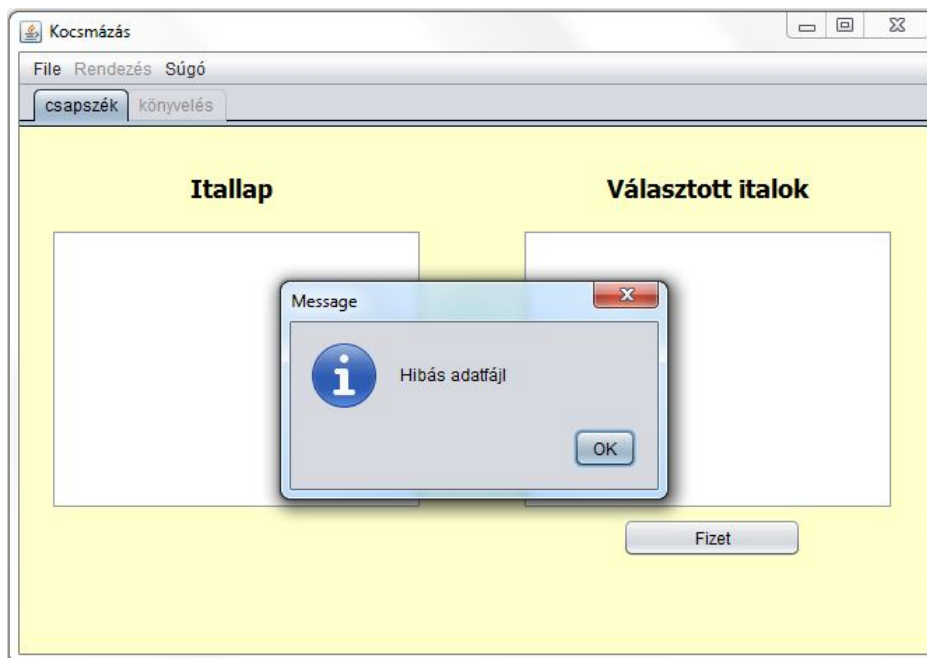 Kocsmázás
File Rendezés Súgó
csapszék könyvelés
Itallap Választott italok
Message
Hibás adatfájl
OK
Fizet